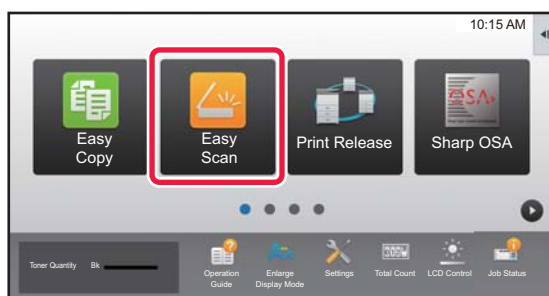 10:15 AM
Easy
Copy
Easy
Scan
Print Release
Sharp OSA
Toner Quantity Bk
Operation
Guide
Enlarge
Display Mode
Settings
Total Count
LCD Control
Job Status